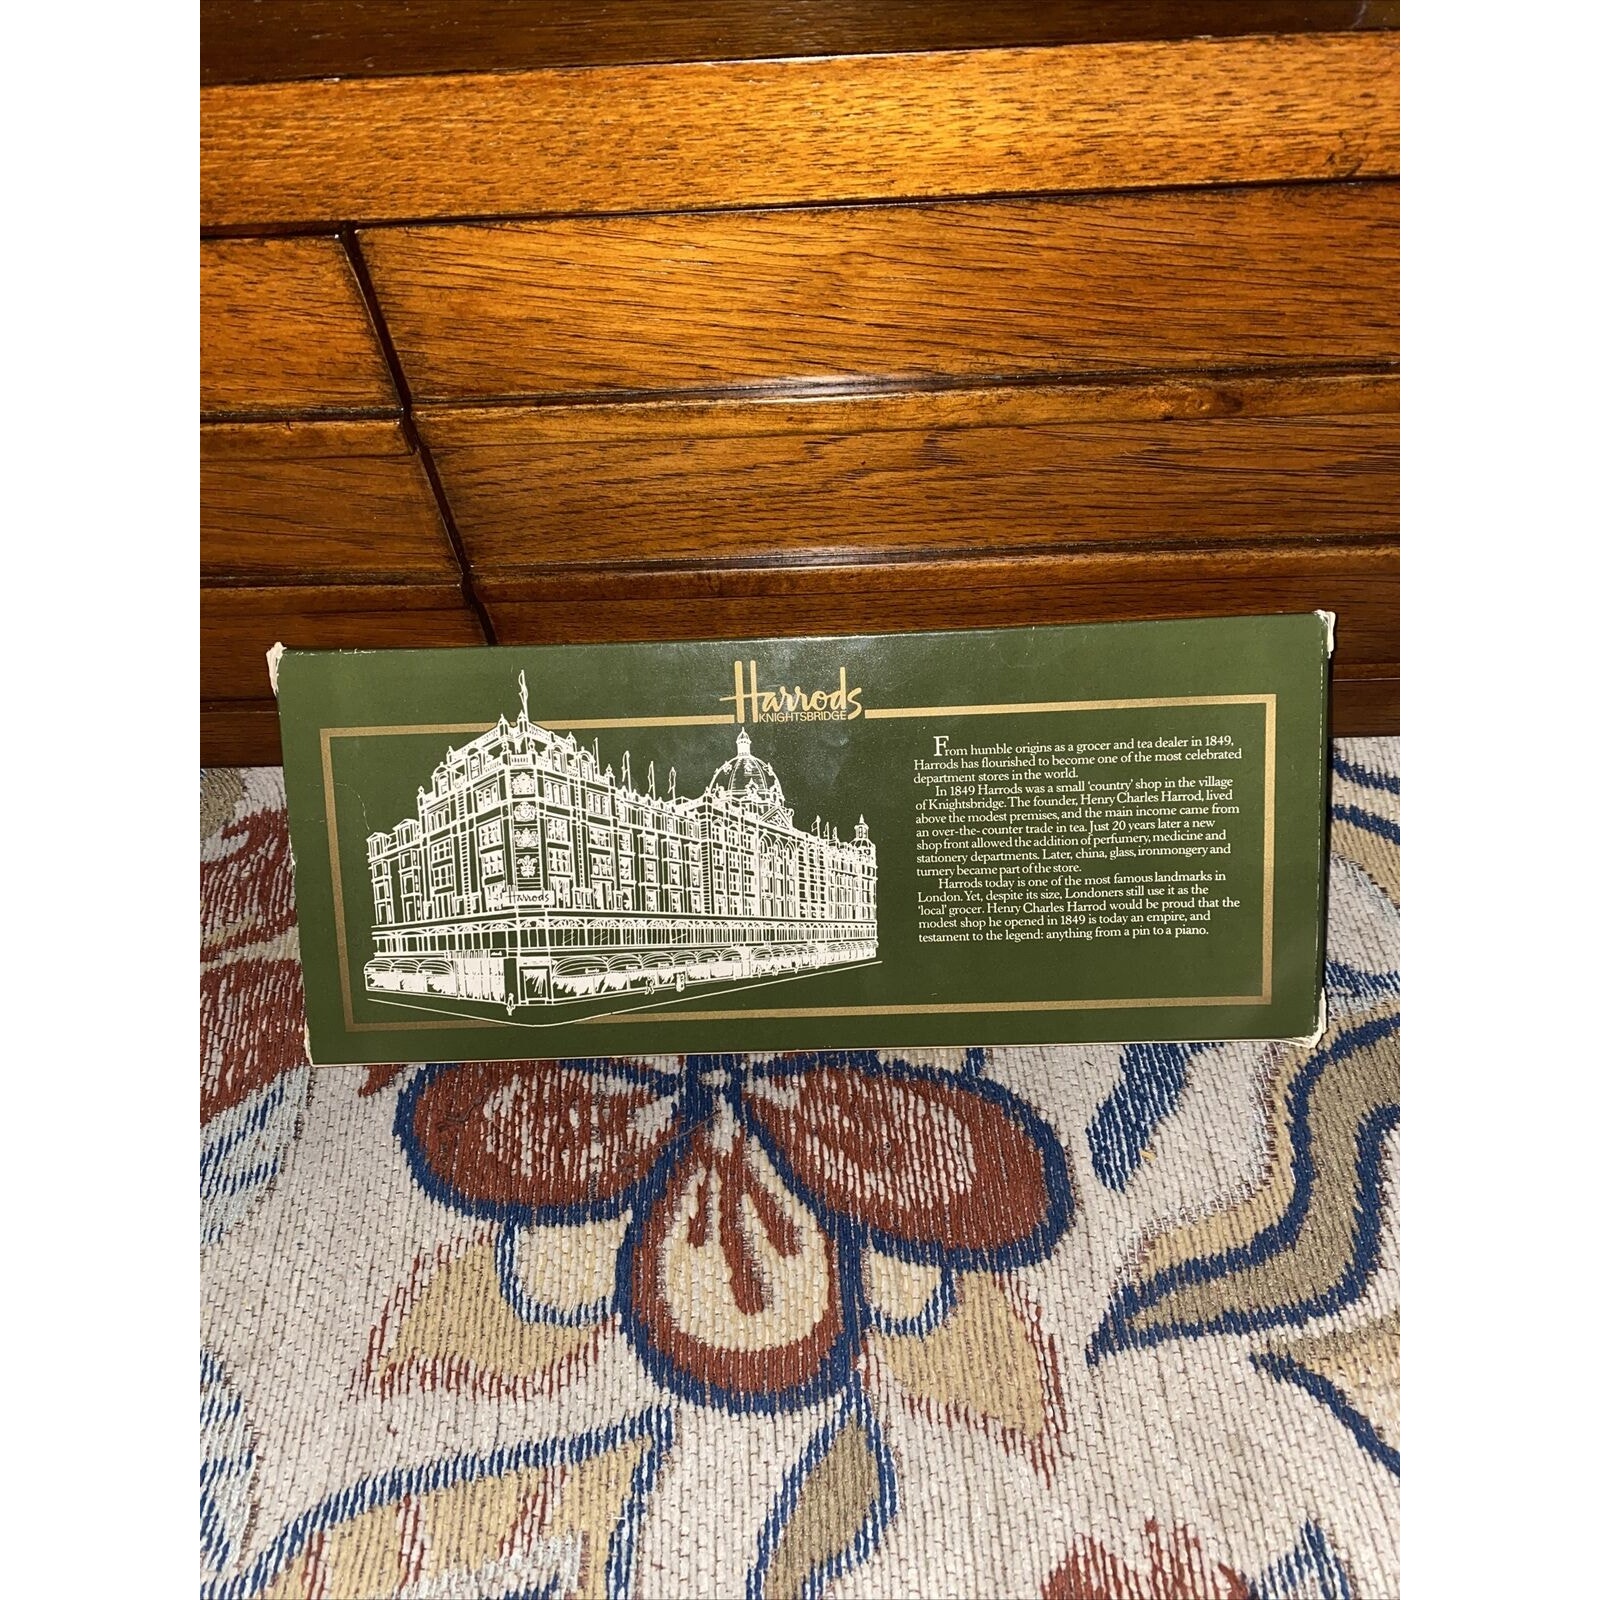 Harrods
KNIGHTSBRIDGE
Harrods
From humble origins as a grocer and tea dealer in 1849,
Harrods has flourished to become one of the most celebrated
department stores in the world.
In 1849 Harrods was a small 'country' shop in the village
of Knightsbridge. The founder, Henry Charles Harrod, lived
above the modest premises, and the main income came from
an over-the-counter trade in tea. Just 20 years later a new
shop front allowed the addition of perfumery, medicine and
stationery departments. Later, china, glass, ironmongery and
turnery became part of the store.
Harrods today is one of the most famous landmarks in
London. Yet, despite its size, Londoners still use it as the
'local' grocer. Henry Charles Harrod would be proud that the
modest shop he opened in 1849 is today an empire, and
testament to the legend: anything from a pin to a piano.